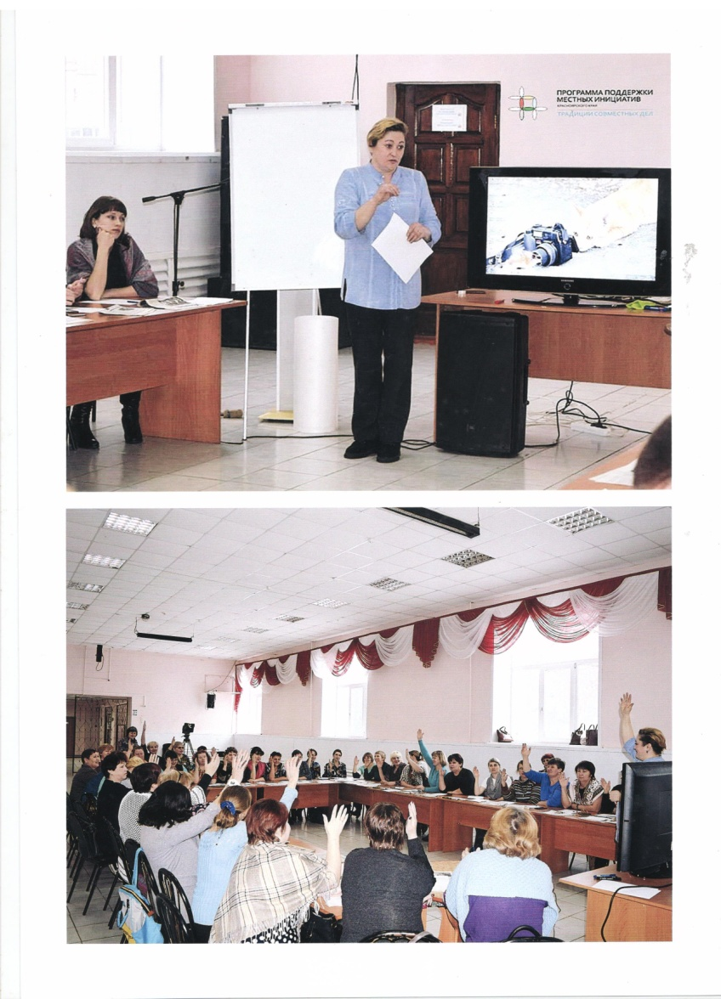 ПРОГРАММА ПОДДЕРЖКИ
МЕСТНЫХ ИНИЦИАТИВ
КРАСНОЯРСКОГО КРАЯ
ТРАДИЦИИ СОВМЕСТНЫХ ДЕЛ
SAMSUNG